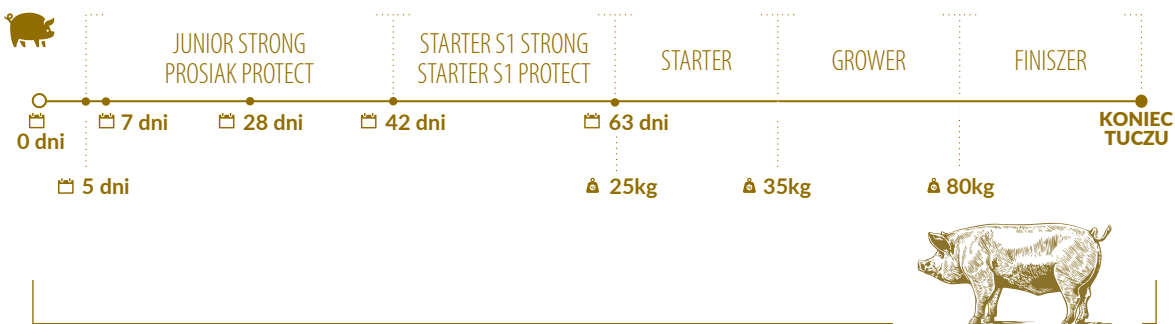 JUNIOR STRONG
PROSIAK PROTECT
STARTER S1 STRONG
STARTER S1 PROTECT
STARTER
GROWER
FINISZER
0 dni
7 dni
28 dni
42 dni
63 dni
KONIEC
TUCZU
5 dni
25kg
35kg
80kg